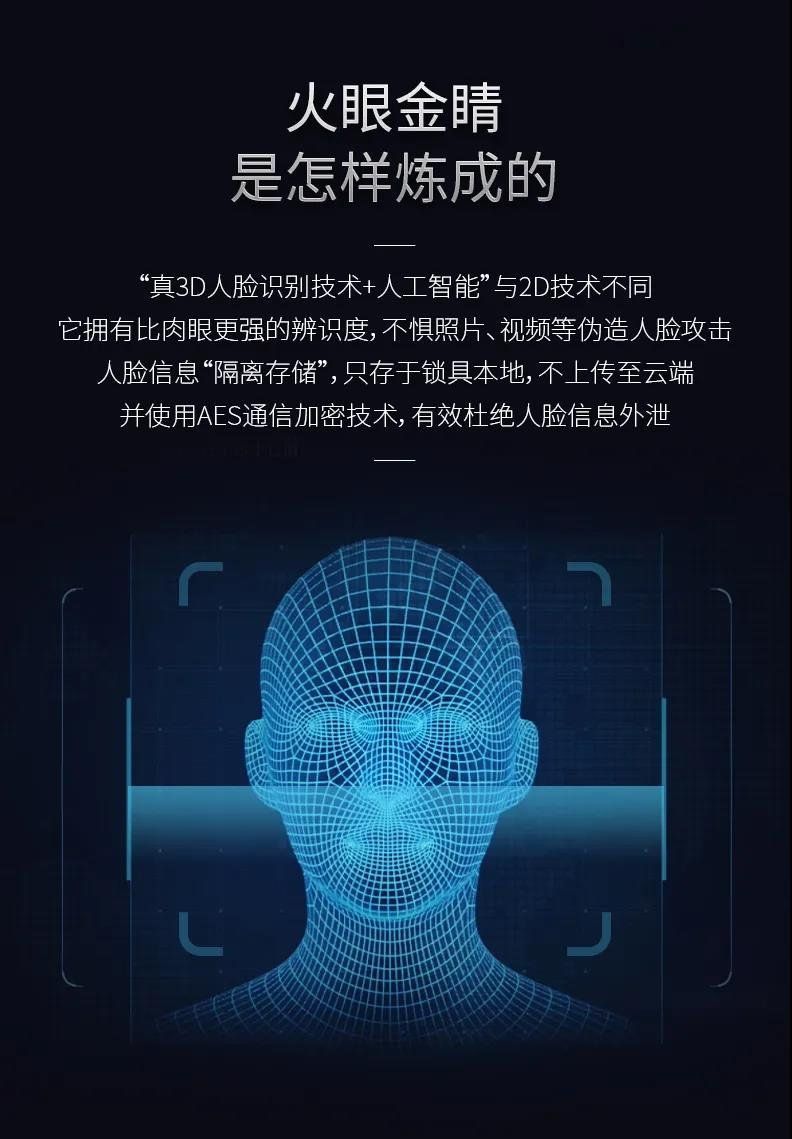 火眼金睛
是怎样炼成的
“真3D人脸识别技术+人工智能”与2D技术不同
它拥有比肉眼更强的辨识度，不惧照片、视频等伪造人脸攻击
人脸信息“隔离存储”，只存于锁具本地，不上传至云端
并使用AES通信加密技术，有效杜绝人脸信息外泄